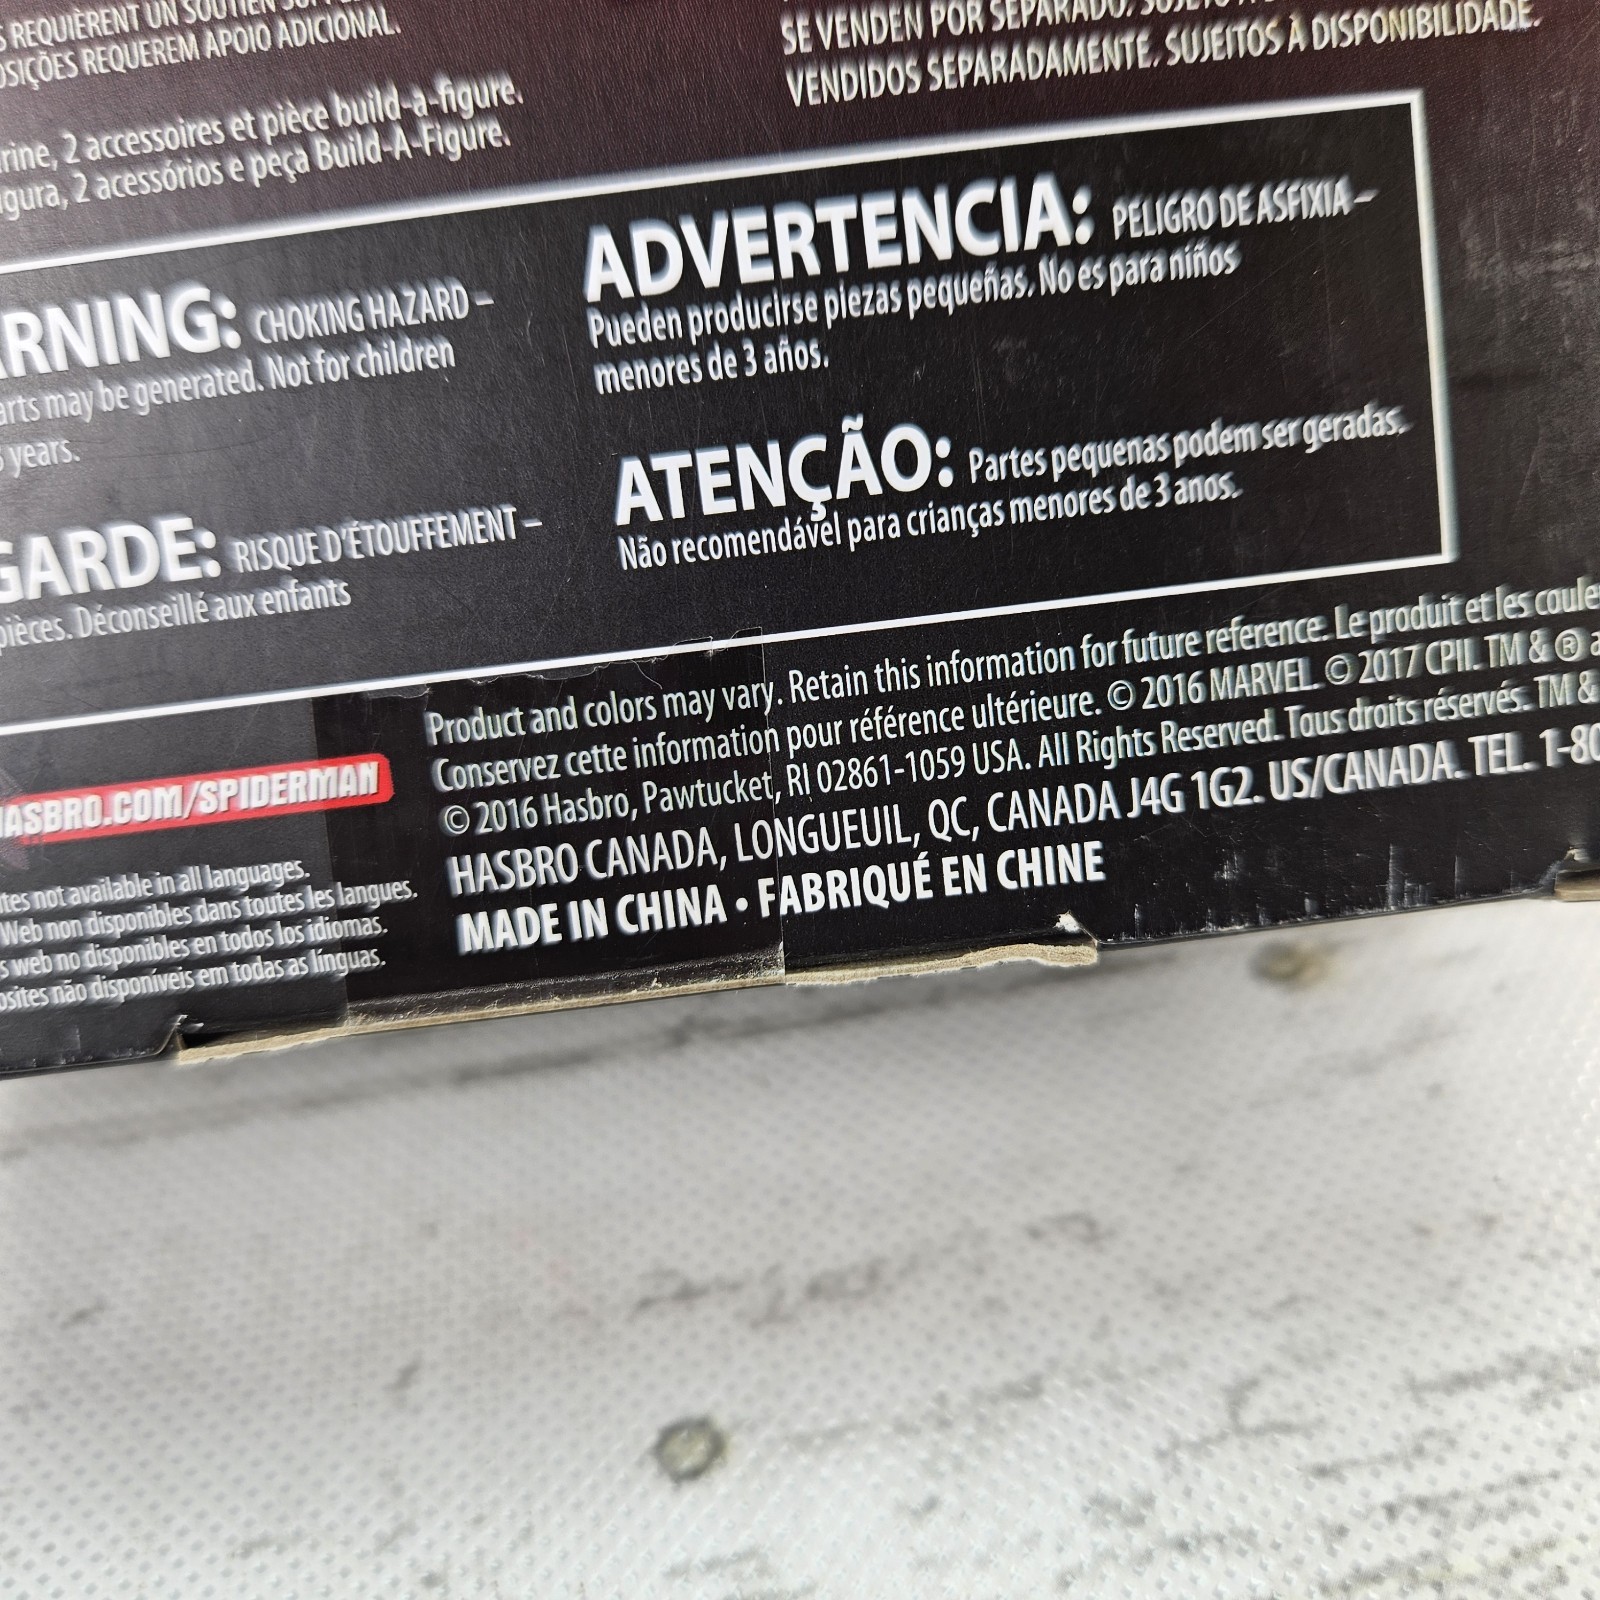 REQUIÈRENT UN SOUTIEN
REQUEREM APOIO ADICIONAL.
SE VENDEN POR SEPARADO.
VENDIDOS SEPARADAMENTE. SUJEITOS À DISPONIBILIDADE.
rine, 2 accessoires et pièce build-a-figure.
gura, 2 acessórios e peça Build-A-Figure.
ARNING: CHOKING HAZARD –
arts may be generated. Not for children
years.
GARDE: RISQUE D'ÉTOUFFEMENT –
pièces. Déconseillé aux enfants
ADVERTENCIA: PELIGRO DE ASFIXIA –
Pueden producirse piezas pequeñas. No es para niños
menores de 3 años.
ATENÇÃO: Partes pequenas podem ser geradas.
Não recomendável para crianças menores de 3 anos.
HASBRO.COM/SPIDERMAN
tes not available in all languages.
Web non disponibles dans toutes les langues.
s web no disponibles en todos los idiomas.
osites não disponíveis em todas as línguas.
Product and colors may vary. Retain this information for future reference. Le produit et les coule
Conservez cette information pour référence ultérieure. © 2016 MARVEL. © 2017 CPII. TM & ® a
© 2016 Hasbro, Pawtucket, RI 02861-1059 USA. All Rights Reserved. Tous droits réservés. TM &
HASBRO CANADA, LONGUEUIL, QC, CANADA J4G 1G2. US/CANADA. TEL. 1-80
MADE IN CHINA • FABRIQUÉ EN CHINE